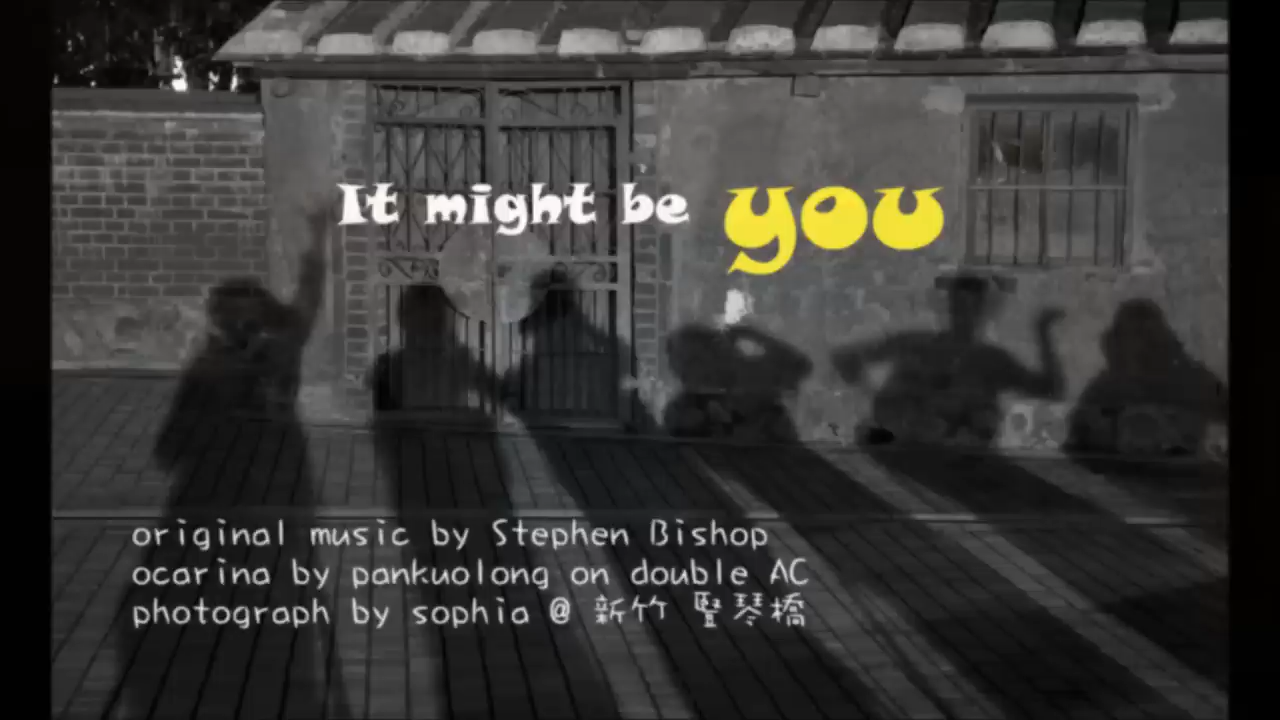 It might be you
original music by Stephen Bishop
ocarina by pankuolong on double AC
photograph by sophia @ 新竹 豎琴橋